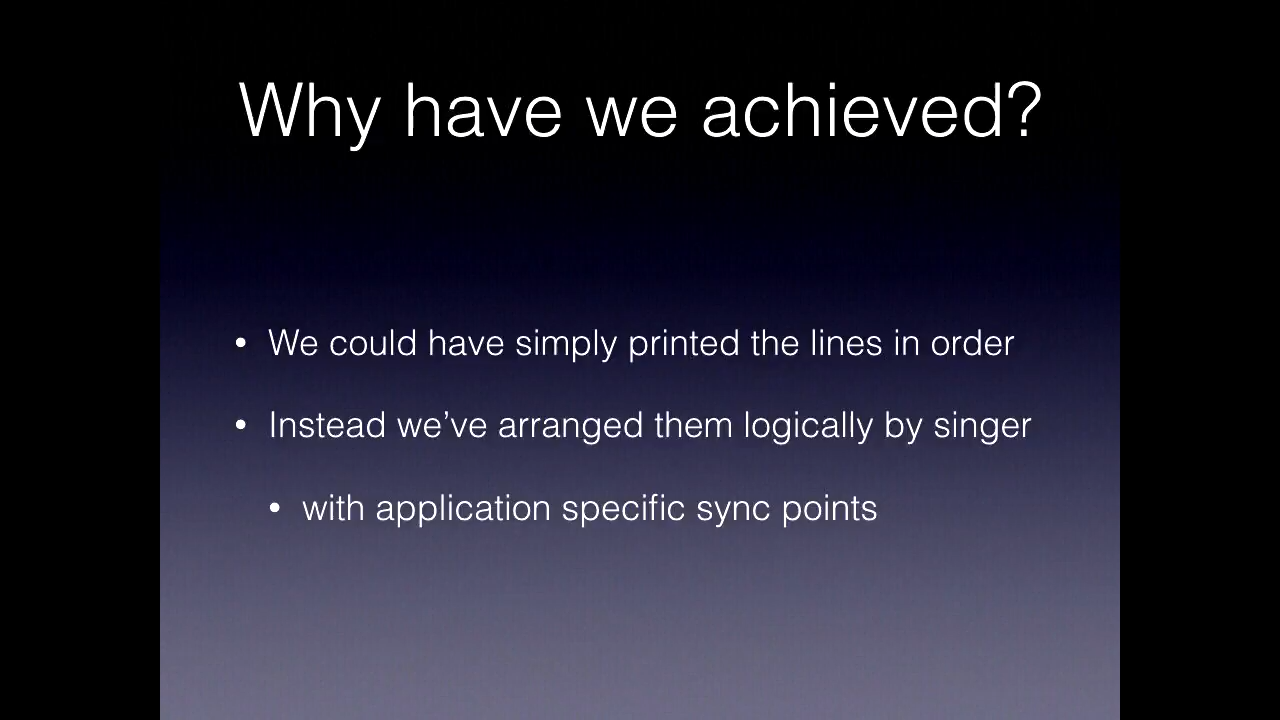 Why have we achieved?
• We could have simply printed the lines in order
• Instead we’ve arranged them logically by singer
• with application specific sync points